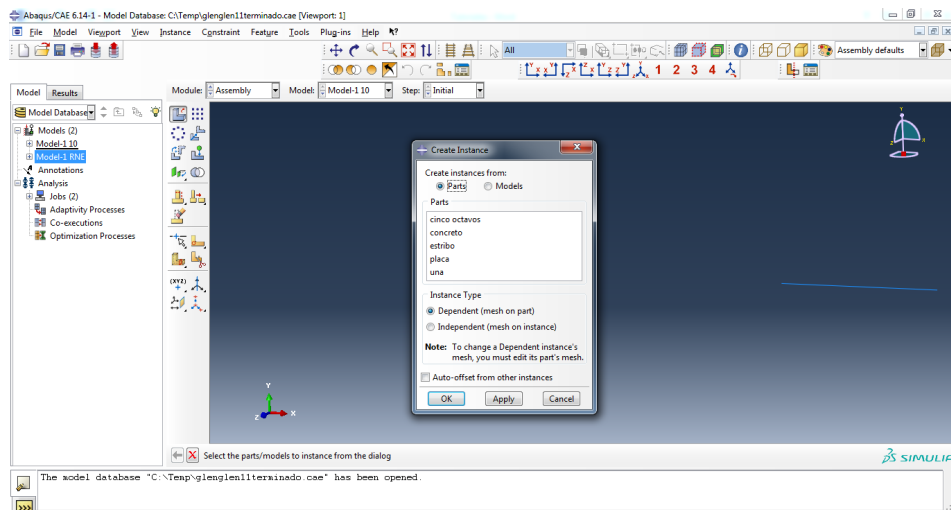 Abaqus/CAE 6.14-1 - Model Database: C:\Temp\glenglen11terminado.cae [Viewport: 1]
File Model Viewport View Instance Constraint Feature Tools Plug-ins Help
All
Assembly defaults
1 2 3 4
Model Results
Module: Assembly Model: Model-1 10 Step: Initial
Model Database
Models (2)
Model-1 10
Model-1 RNE
Annotations
Analysis
Jobs (2)
Adaptivity Processes
Co-executions
Optimization Processes
(XYZ)
Create Instance
Create instances from:
Parts Models
Parts
cinco octavos
concreto
estribo
placa
una
Instance Type
Dependent (mesh on part)
Independent (mesh on instance)
Note: To change a Dependent instance's
mesh, you must edit its part's mesh.
Auto-offset from other instances
OK Apply Cancel
Y
Z X
Y
Z X
Select the parts/models to instance from the dialog
SIMULIA
The model database "C:\Temp\glenglen11terminado.cae" has been opened.
>>>